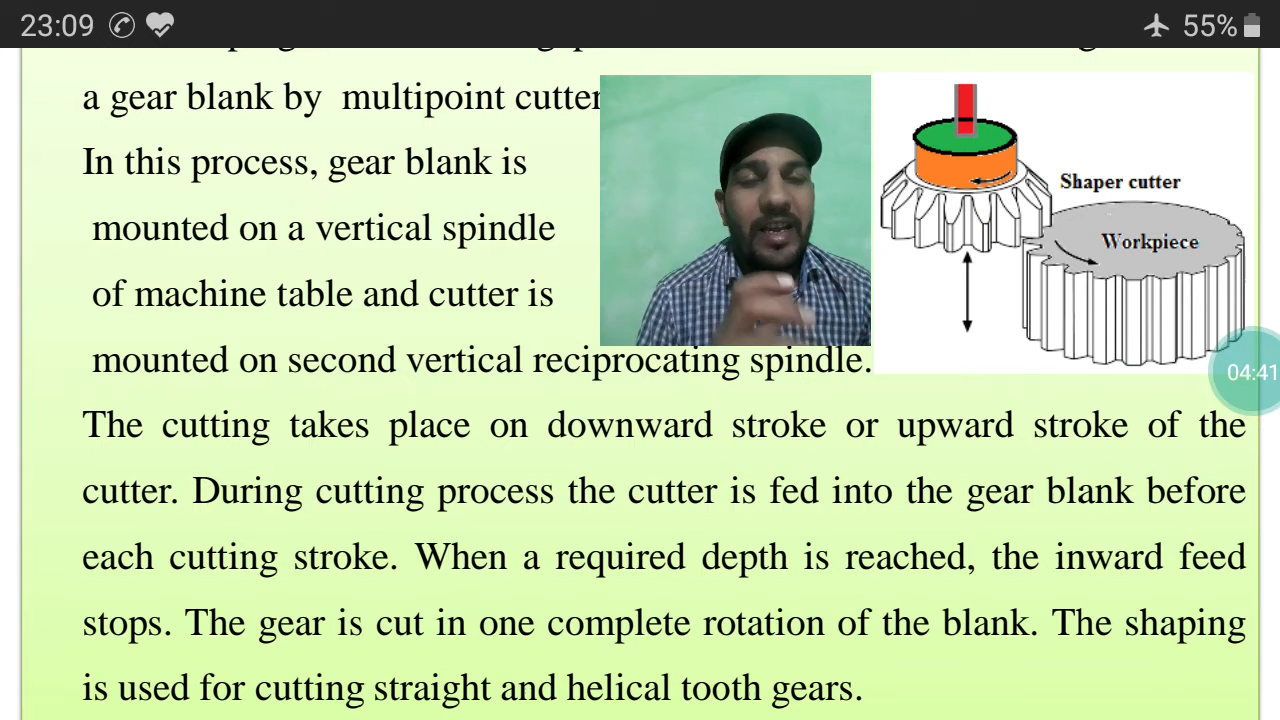 23:09
55%
a gear blank by multipoint cutter
In this process, gear blank is
mounted on a vertical spindle
of machine table and cutter is
mounted on second vertical reciprocating spindle.
Shaper cutter
Workpiece
04:41
The cutting takes place on downward stroke or upward stroke of the
cutter. During cutting process the cutter is fed into the gear blank before
each cutting stroke. When a required depth is reached, the inward feed
stops. The gear is cut in one complete rotation of the blank. The shaping
is used for cutting straight and helical tooth gears.